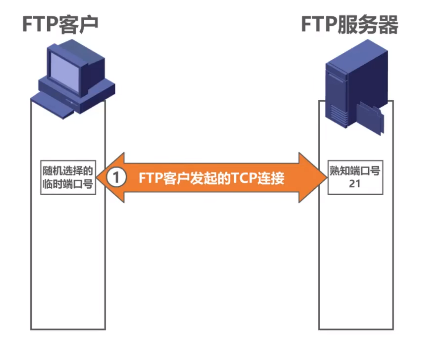 FTP客户
FTP服务器
随机选择的
临时端口号
① FTP客户发起的TCP连接
熟知端口号
21